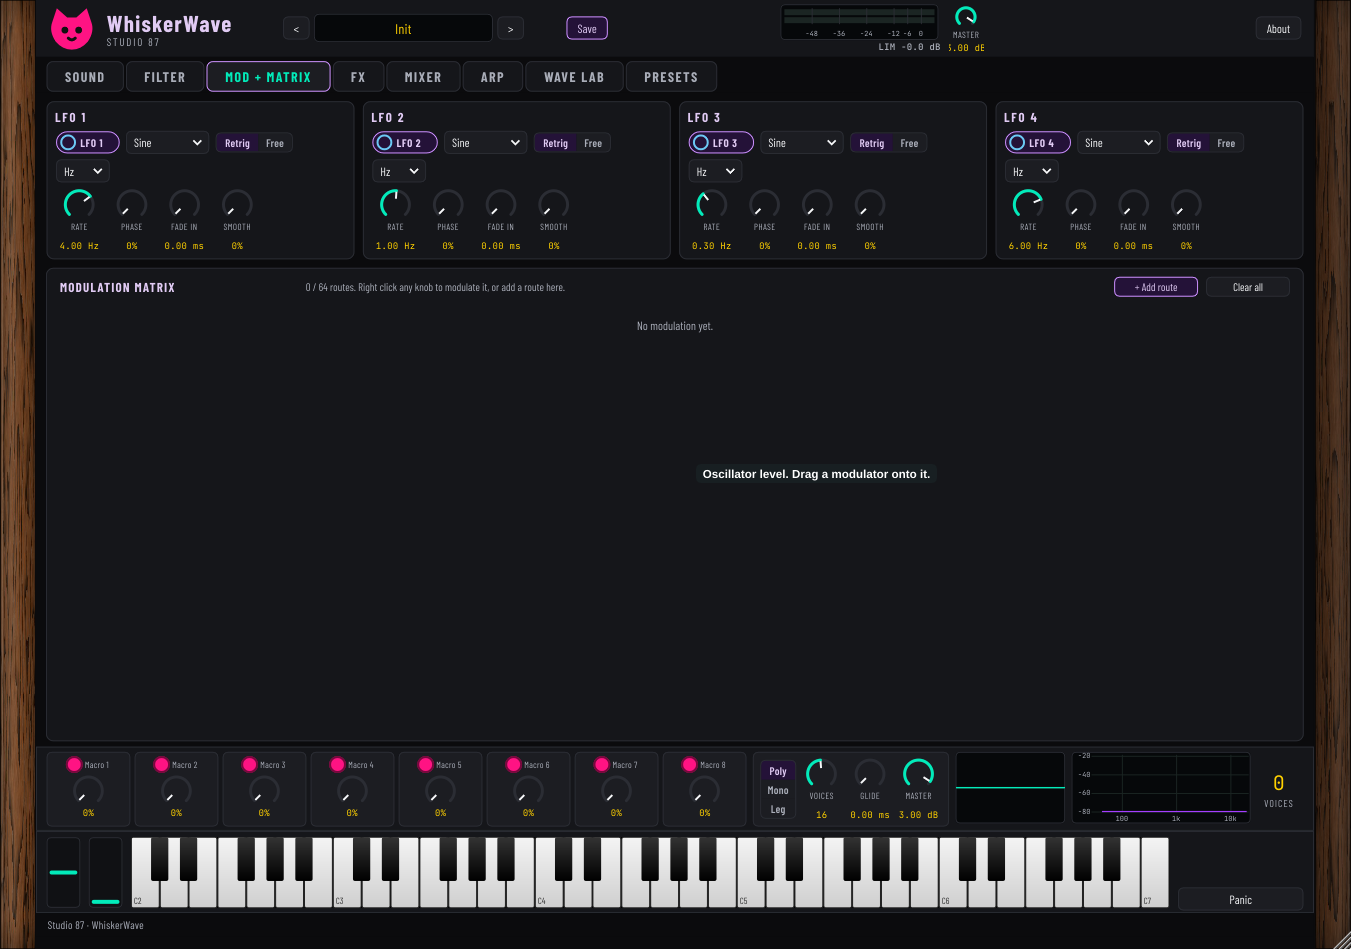 WhiskerWave
STUDIO 87
<
Init
>
Save
-48 -36 -24 -12 -6 0
LIM -0.0 dB
MASTER
About
SOUND
FILTER
MOD + MATRIX
FX
MIXER
ARP
WAVE LAB
PRESETS
LFO 1
LFO 1 Sine Retrig Free
Hz
RATE PHASE FADE IN SMOOTH
4.00 Hz 0% 0.00 ms 0%
LFO 2
LFO 2 Sine Retrig Free
Hz
RATE PHASE FADE IN SMOOTH
1.00 Hz 0% 0.00 ms 0%
LFO 3
LFO 3 Sine Retrig Free
Hz
RATE PHASE FADE IN SMOOTH
0.30 Hz 0% 0.00 ms 0%
LFO 4
LFO 4 Sine Retrig Free
Hz
RATE PHASE FADE IN SMOOTH
6.00 Hz 0% 0.00 ms 0%
MODULATION MATRIX
0 / 64 routes. Right click any knob to modulate it, or add a route here.
+ Add route
Clear all
No modulation yet.
Oscillator level. Drag a modulator onto it.
Macro 1
0%
Macro 2
0%
Macro 3
0%
Macro 4
0%
Macro 5
0%
Macro 6
0%
Macro 7
0%
Macro 8
0%
Poly
Mono
Leg
VOICES GLIDE MASTER
16 0.00 ms 3.00 dB
-20
-40
-60
-80
100 1k 10k
0
VOICES
C2 C3 C4 C5 C6 C7
Panic
Studio 87 · WhiskerWave